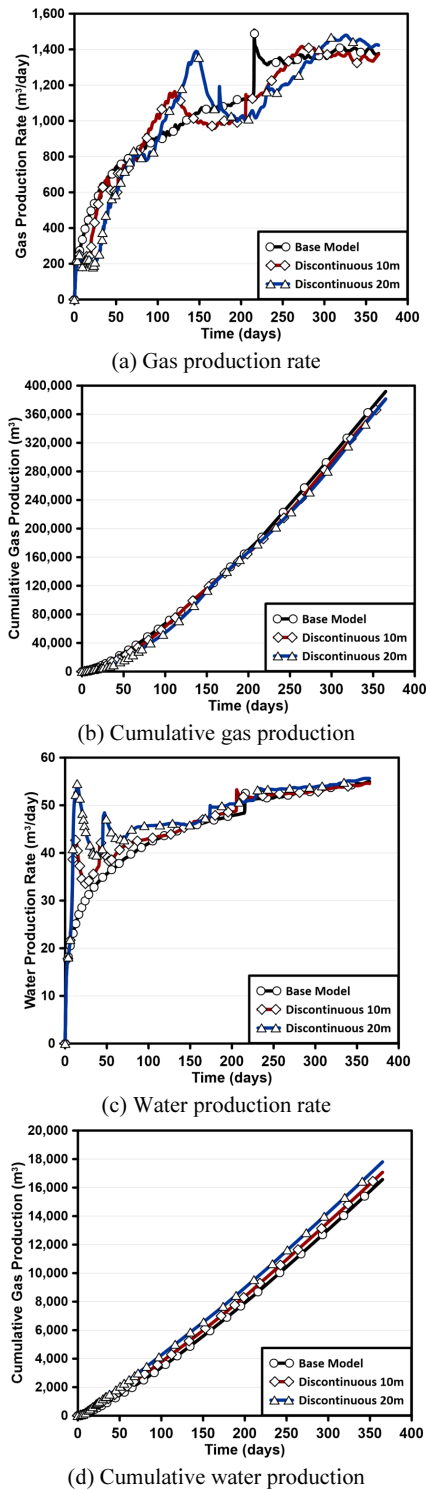 1,600
1,400
1,200
1,000
800
600
400
200
0
Gas Production Rate (m³/day)
Base Model
Discontinuous 10m
Discontinuous 20m
0 50 100 150 200 250 300 350 400
Time (days)
(a) Gas production rate
400,000
360,000
320,000
280,000
240,000
200,000
160,000
120,000
80,000
40,000
0
Cumulative Gas Production (m³)
Base Model
Discontinuous 10m
Discontinuous 20m
0 50 100 150 200 250 300 350 400
Time (days)
(b) Cumulative gas production
60
50
40
30
20
10
0
Water Production Rate (m³/day)
Base Model
Discontinuous 10m
Discontinuous 20m
0 50 100 150 200 250 300 350 400
Time (days)
(c) Water production rate
20,000
18,000
16,000
14,000
12,000
10,000
8,000
6,000
4,000
2,000
0
Cumulative Gas Production (m³)
Base Model
Discontinuous 10m
Discontinuous 20m
0 50 100 150 200 250 300 350 400
Time (days)
(d) Cumulative water production